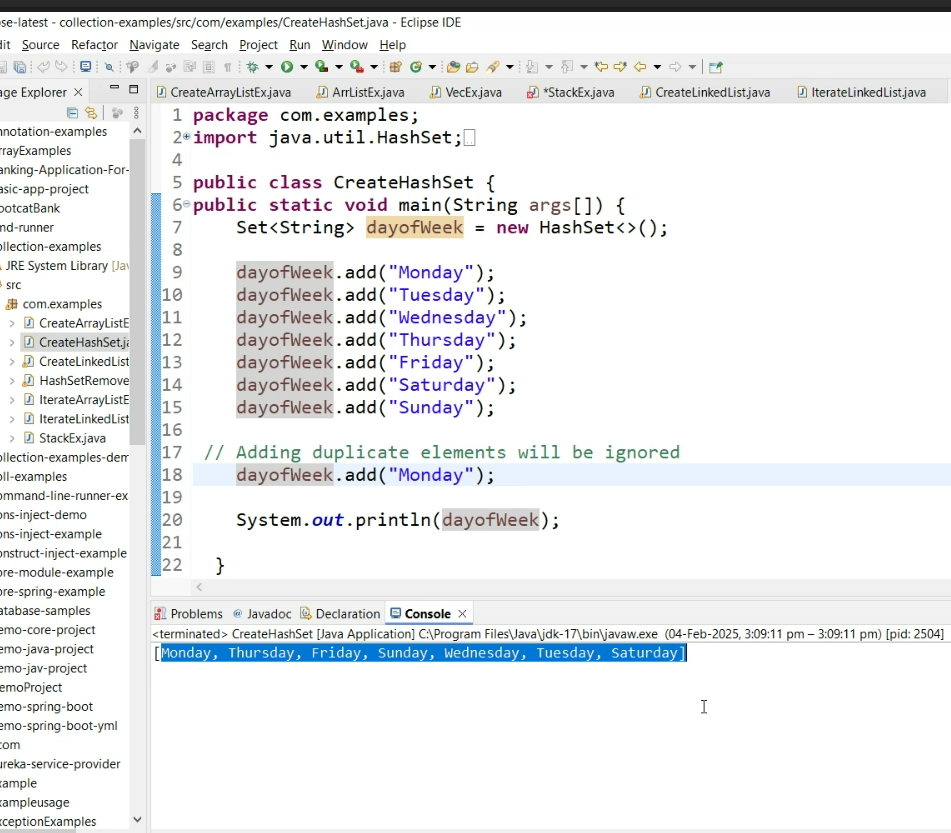 se-latest - collection-examples/src/com/examples/CreateHashSet.java - Eclipse IDE
dit Source Refactor Navigate Search Project Run Window Help
age Explorer
CreateArrayListEx.java ArrListEx.java VecEx.java *StackEx.java CreateLinkedList.java IterateLinkedList.java
nnotation-examples
rrayExamples
anking-Application-For-
asic-app-project
ootcatBank
md-runner
ollection-examples
JRE System Library [Jav
src
com.examples
CreateArrayListE
CreateHashSet.ja
CreateLinkedList
HashSetRemove
IterateArrayListE
IterateLinkedList
StackEx.java
ollection-examples-dem
oll-examples
ommand-line-runner-ex
ons-inject-demo
ons-inject-example
onstruct-inject-example
ore-module-example
ore-spring-example
atabase-samples
emo-core-project
emo-java-project
emo-jav-project
emoProject
emo-spring-boot
emo-spring-boot-yml
com
ureka-service-provider
xample
xampleusage
xceptionExamples
1 package com.examples;
2 import java.util.HashSet;
4
5 public class CreateHashSet {
6 public static void main(String args[]) {
7 Set<String> dayofWeek = new HashSet<>();
8
9 dayofWeek.add("Monday");
10 dayofWeek.add("Tuesday");
11 dayofWeek.add("Wednesday");
12 dayofWeek.add("Thursday");
13 dayofWeek.add("Friday");
14 dayofWeek.add("Saturday");
15 dayofWeek.add("Sunday");
16
17 // Adding duplicate elements will be ignored
18 dayofWeek.add("Monday");
19
20 System.out.println(dayofWeek);
21
22 }
Problems @ Javadoc Declaration Console
<terminated> CreateHashSet [Java Application] C:\Program Files\Java\jdk-17\bin\javaw.exe (04-Feb-2025, 3:09:11 pm – 3:09:11 pm) [pid: 2504]
[Monday, Thursday, Friday, Sunday, Wednesday, Tuesday, Saturday]